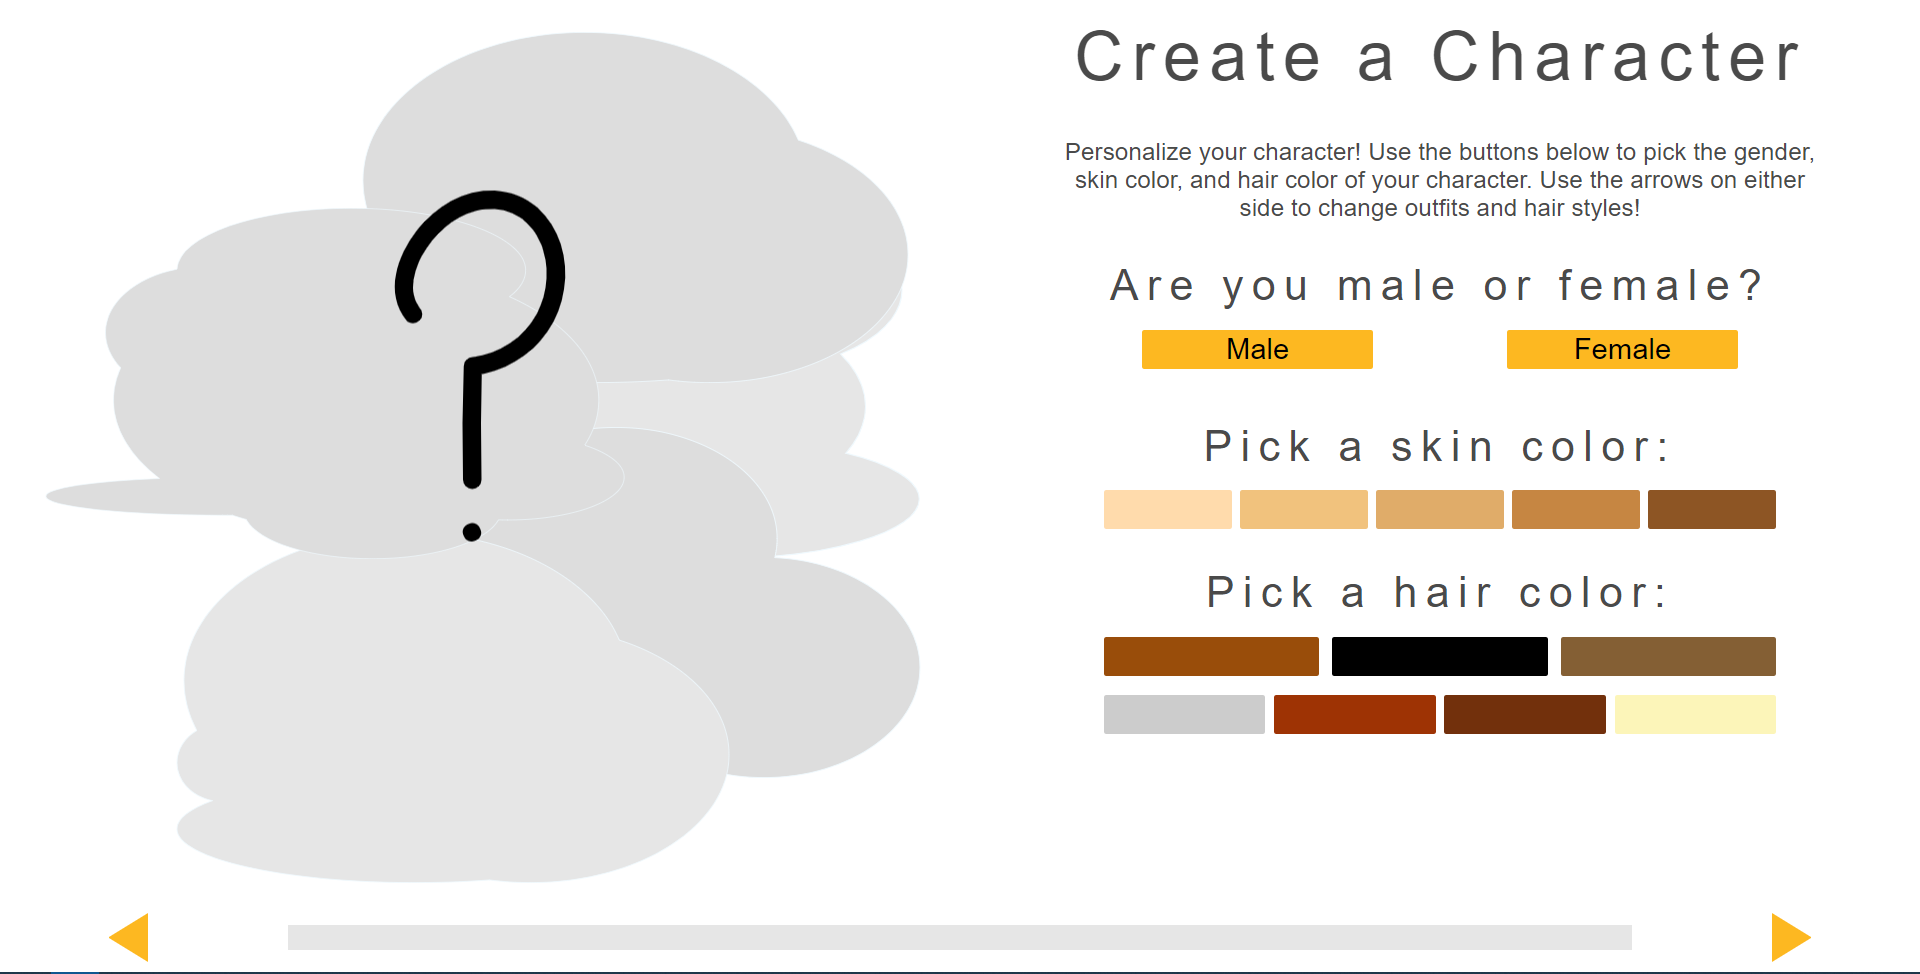 Create a Character
Personalize your character! Use the buttons below to pick the gender,
skin color, and hair color of your character. Use the arrows on either
side to change outfits and hair styles!
Are you male or female?
Male
Female
Pick a skin color:
Pick a hair color:
?